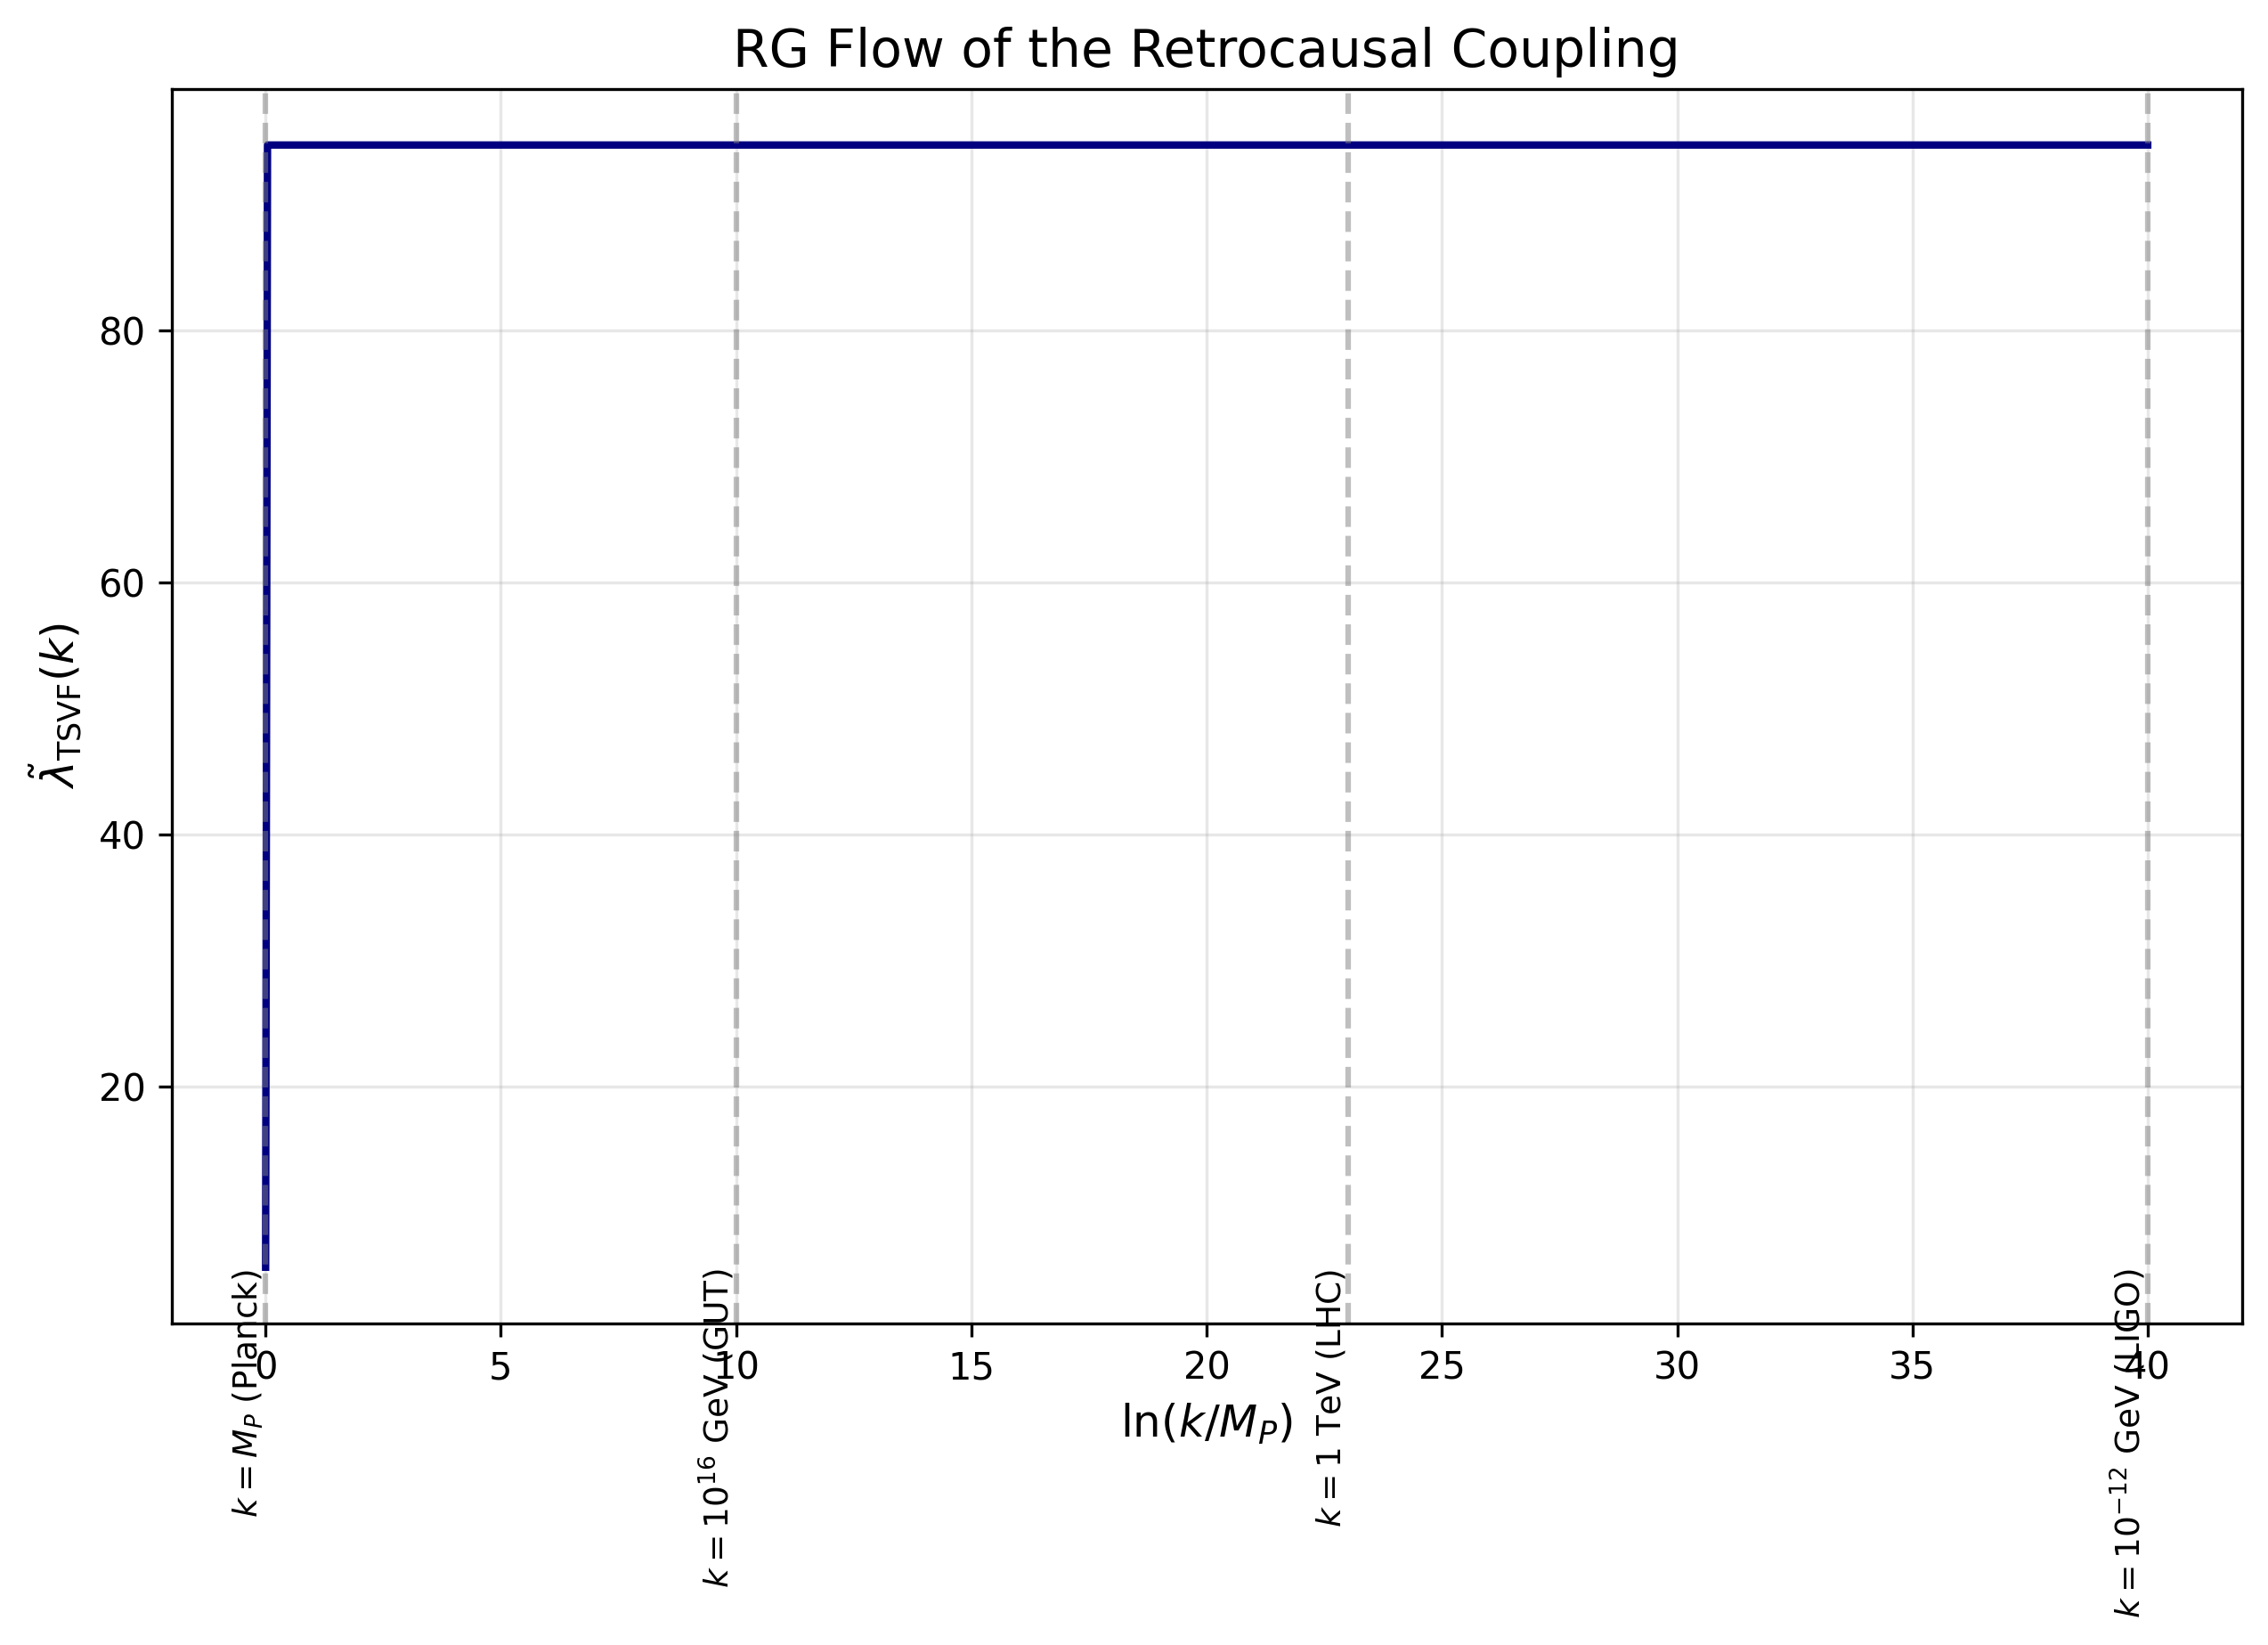 RG Flow of the Retrocausal Coupling
λ̃_TSVF(k)
80
60
40
20
0 5 10 15 20 25 30 35 40
ln(k/M_P)
k = M_P (Planck)
k = 10^16 GeV (GUT)
k = 1 TeV (LHC)
k = 10^−12 GeV (LIGO)